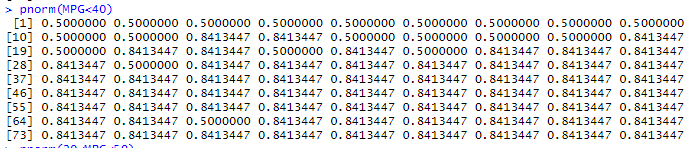 > pnorm(MPG<40)
[1] 0.5000000 0.5000000 0.5000000 0.5000000 0.5000000 0.5000000 0.5000000 0.5000000 0.5000000
[10] 0.5000000 0.5000000 0.8413447 0.8413447 0.5000000 0.5000000 0.5000000 0.5000000 0.8413447
[19] 0.5000000 0.8413447 0.8413447 0.5000000 0.8413447 0.5000000 0.8413447 0.8413447 0.8413447
[28] 0.8413447 0.5000000 0.8413447 0.8413447 0.8413447 0.8413447 0.8413447 0.8413447 0.8413447
[37] 0.8413447 0.8413447 0.8413447 0.8413447 0.8413447 0.8413447 0.8413447 0.8413447 0.8413447
[46] 0.8413447 0.8413447 0.8413447 0.8413447 0.8413447 0.8413447 0.8413447 0.8413447 0.8413447
[55] 0.8413447 0.8413447 0.8413447 0.8413447 0.8413447 0.8413447 0.8413447 0.8413447 0.8413447
[64] 0.8413447 0.8413447 0.5000000 0.8413447 0.8413447 0.8413447 0.8413447 0.8413447 0.8413447
[73] 0.8413447 0.8413447 0.8413447 0.8413447 0.8413447 0.8413447 0.8413447 0.8413447 0.8413447